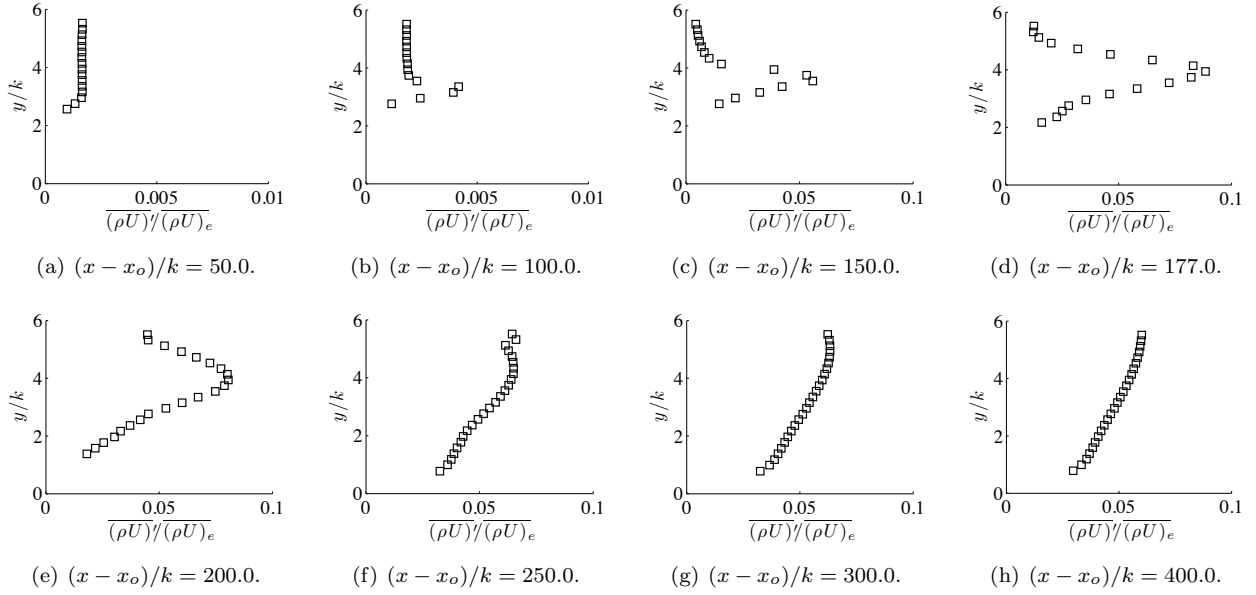 6
4
2
0
y/k
0 0.005 0.01
(ρU)′/(ρU)ₑ
(a) (x − xₒ)/k = 50.0.
6
4
2
0
y/k
0 0.005 0.01
(ρU)′/(ρU)ₑ
(b) (x − xₒ)/k = 100.0.
6
4
2
0
y/k
0 0.05 0.1
(ρU)′/(ρU)ₑ
(c) (x − xₒ)/k = 150.0.
6
4
2
0
y/k
0 0.05 0.1
(ρU)′/(ρU)ₑ
(d) (x − xₒ)/k = 177.0.
6
4
2
0
y/k
0 0.05 0.1
(ρU)′/(ρU)ₑ
(e) (x − xₒ)/k = 200.0.
6
4
2
0
y/k
0 0.05 0.1
(ρU)′/(ρU)ₑ
(f) (x − xₒ)/k = 250.0.
6
4
2
0
y/k
0 0.05 0.1
(ρU)′/(ρU)ₑ
(g) (x − xₒ)/k = 300.0.
6
4
2
0
y/k
0 0.05 0.1
(ρU)′/(ρU)ₑ
(h) (x − xₒ)/k = 400.0.